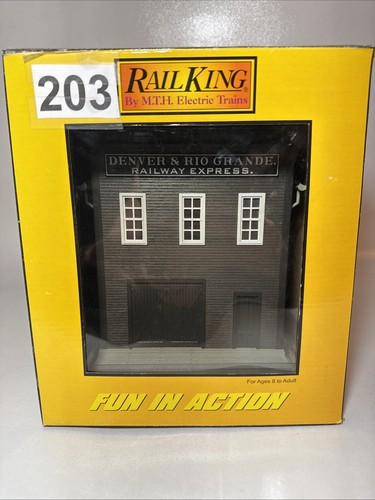 203
RAILKING®
By M.T.H. Electric Trains
DENVER & RIO GRANDE.
RAILWAY EXPRESS.
For Ages 8 to Adult
FUN IN ACTION